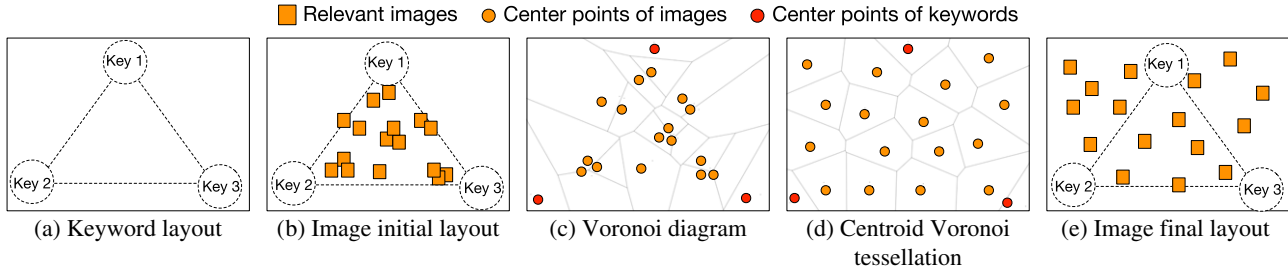 Relevant images Center points of images Center points of keywords
Key 1
Key 2
Key 3
Key 1
Key 2
Key 3
Key 1
Key 2
Key 3
(a) Keyword layout
(b) Image initial layout
(c) Voronoi diagram
(d) Centroid Voronoi
tessellation
(e) Image final layout